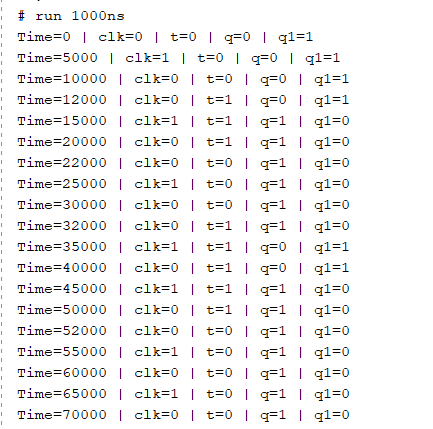 # run 1000ns
Time=0 | clk=0 | t=0 | q=0 | q1=1
Time=5000 | clk=1 | t=0 | q=0 | q1=1
Time=10000 | clk=0 | t=0 | q=0 | q1=1
Time=12000 | clk=0 | t=1 | q=0 | q1=1
Time=15000 | clk=1 | t=1 | q=1 | q1=0
Time=20000 | clk=0 | t=1 | q=1 | q1=0
Time=22000 | clk=0 | t=0 | q=1 | q1=0
Time=25000 | clk=1 | t=0 | q=1 | q1=0
Time=30000 | clk=0 | t=0 | q=1 | q1=0
Time=32000 | clk=0 | t=1 | q=1 | q1=0
Time=35000 | clk=1 | t=1 | q=0 | q1=1
Time=40000 | clk=0 | t=1 | q=0 | q1=1
Time=45000 | clk=1 | t=1 | q=1 | q1=0
Time=50000 | clk=0 | t=1 | q=1 | q1=0
Time=52000 | clk=0 | t=0 | q=1 | q1=0
Time=55000 | clk=1 | t=0 | q=1 | q1=0
Time=60000 | clk=0 | t=0 | q=1 | q1=0
Time=65000 | clk=1 | t=0 | q=1 | q1=0
Time=70000 | clk=0 | t=0 | q=1 | q1=0